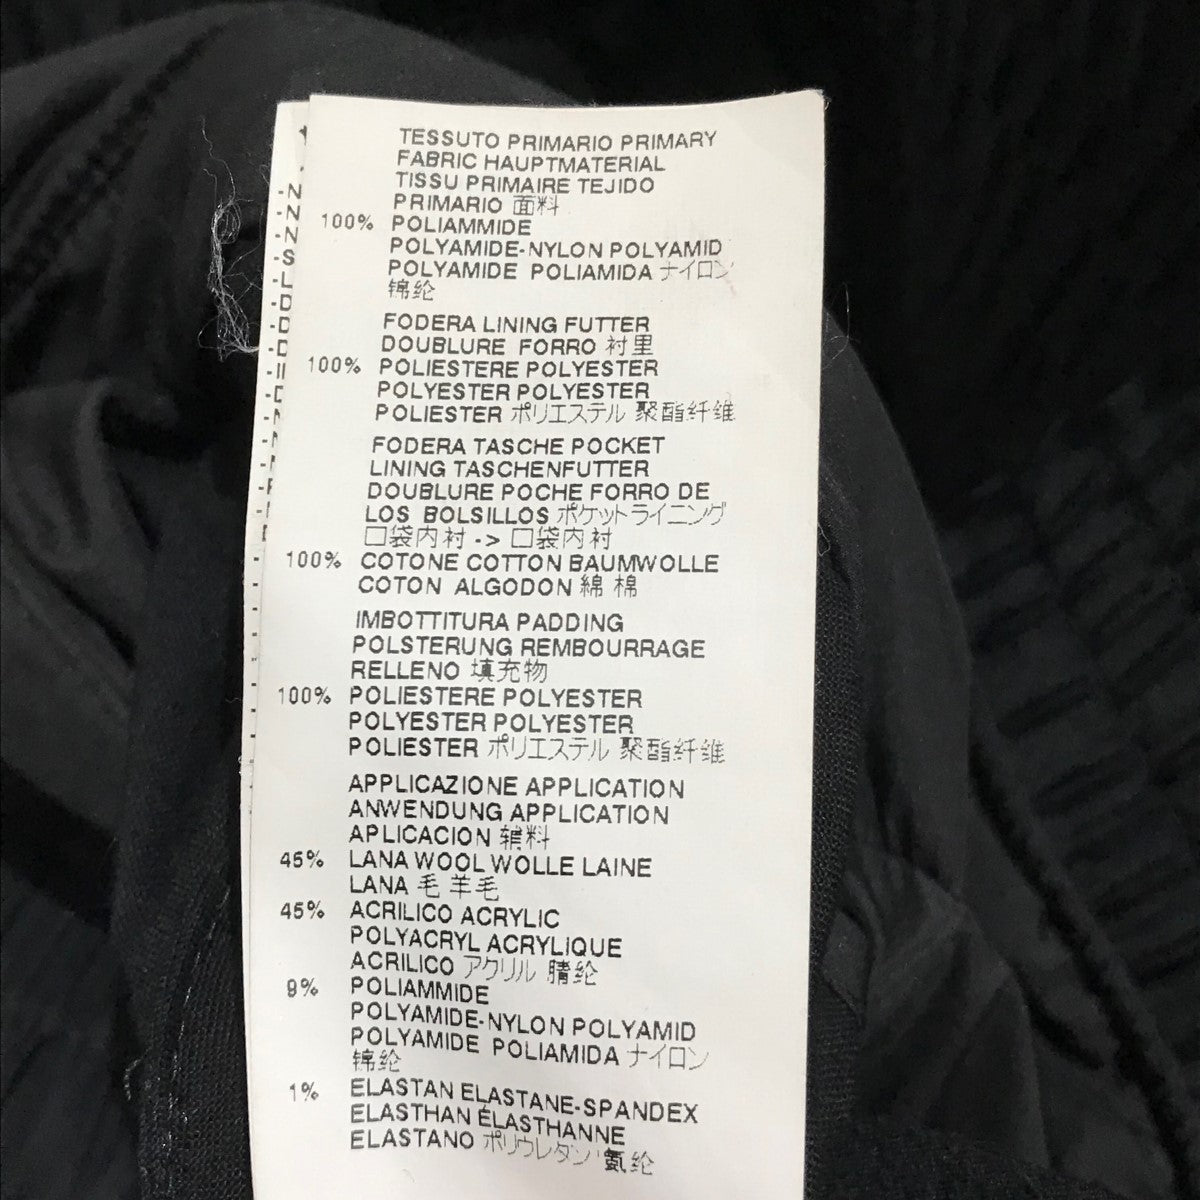 TESSUTO PRIMARIO PRIMARY
FABRIC HAUPTMATERIAL
TISSU PRIMAIRE TEJIDO
PRIMARIO 面料
100% POLIAMMIDE
POLYAMIDE-NYLON POLYAMID
POLYAMIDE POLIAMIDA ナイロン
锦纶
FODERA LINING FUTTER
DOUBLURE FORRO 衬里
100% POLIESTERE POLYESTER
POLYESTER POLYESTER
POLIESTER ポリエステル 聚酯纤维
FODERA TASCHE POCKET
LINING TASCHENFUTTER
DOUBLURE POCHE FORRO DE
LOS BOLSILLOS ポケットライニング
口袋内衬 -> 口袋内衬
100% COTONE COTTON BAUMWOLLE
COTON ALGODON 綿 棉
IMBOTTITURA PADDING
POLSTERUNG REMBOURRAGE
RELLENO 填充物
100% POLIESTERE POLYESTER
POLYESTER POLYESTER
POLIESTER ポリエステル 聚酯纤维
APPLICAZIONE APPLICATION
ANWENDUNG APPLICATION
APLICACION 辅料
45% LANA WOOL WOLLE LAINE
LANA 毛 羊毛
45% ACRILICO ACRYLIC
POLYACRYL ACRYLIQUE
ACRILICO アクリル 腈纶
9% POLIAMMIDE
POLYAMIDE-NYLON POLYAMID
POLYAMIDE POLIAMIDA ナイロン
锦纶
1% ELASTAN ELASTANE-SPANDEX
ELASTHAN ÉLASTHANNE
ELASTANO ポリウレタン 氨纶